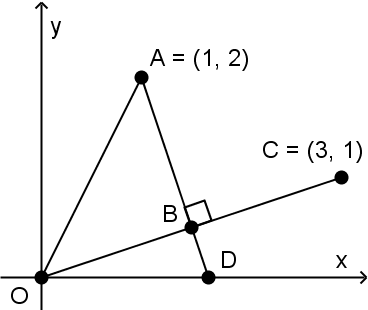 y
A = (1, 2)
C = (3, 1)
B
D
x
O